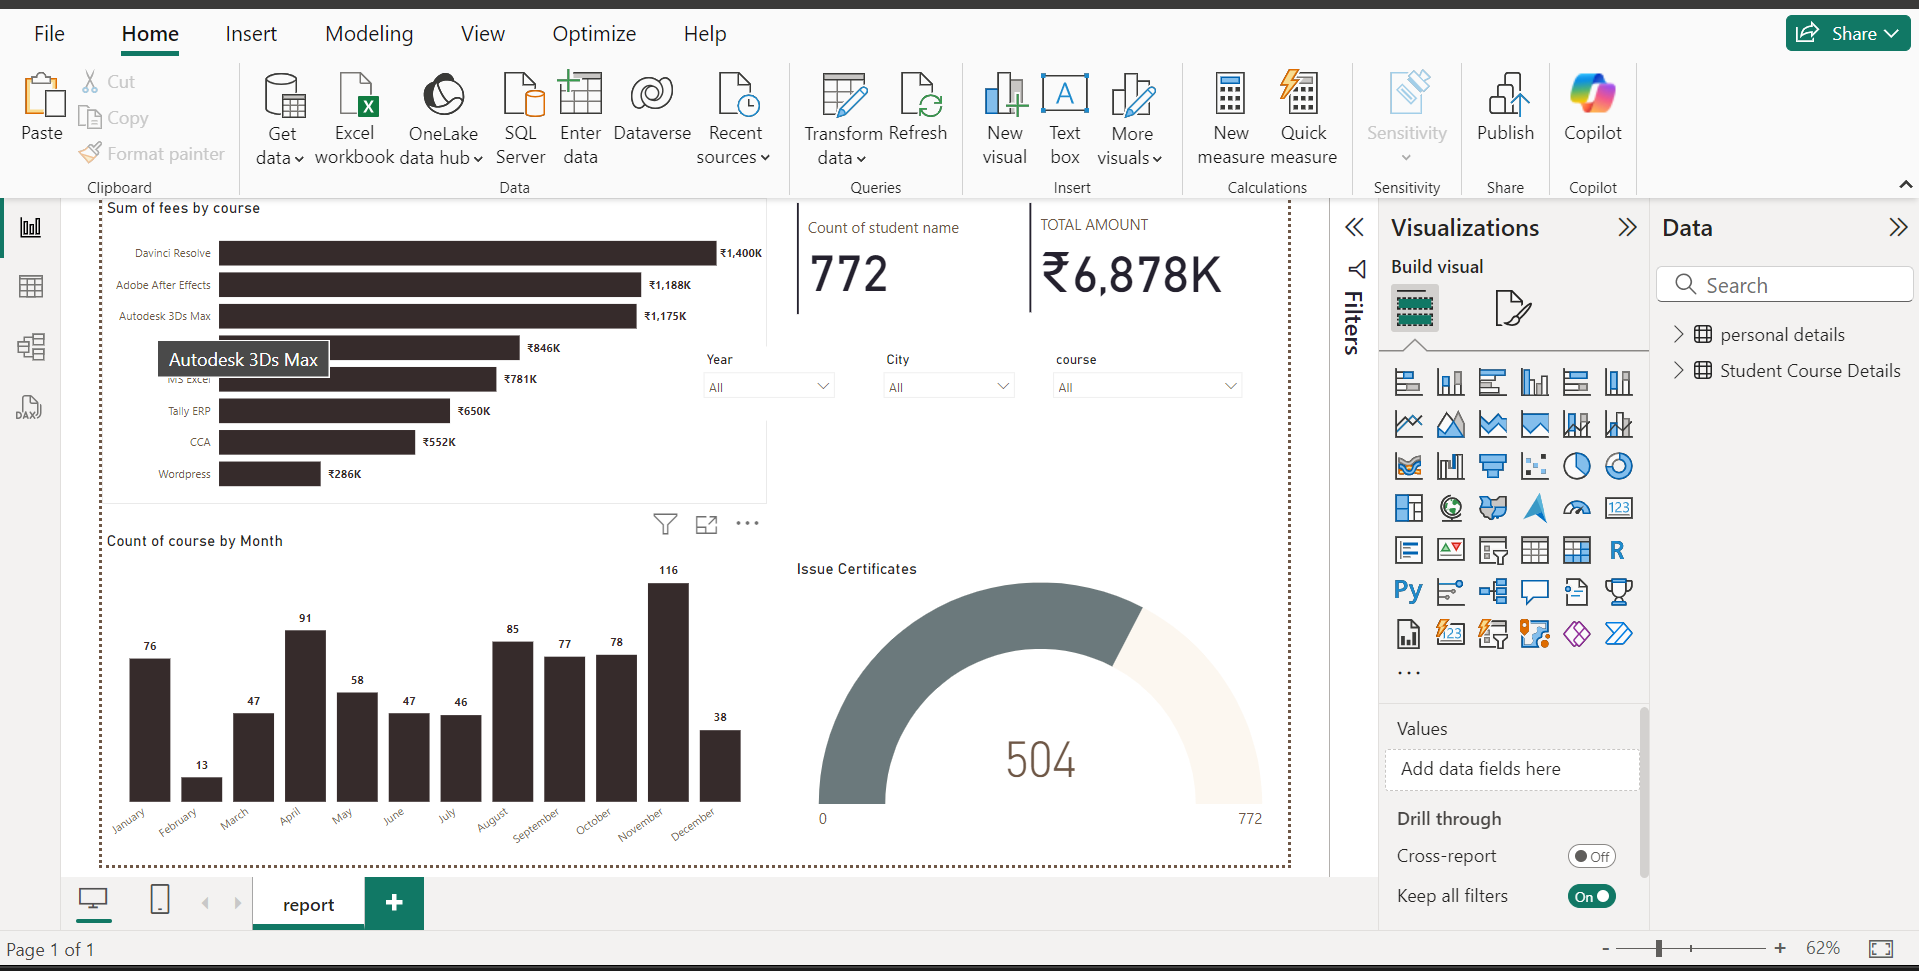 File Home Insert Modeling View Optimize Help Share
Paste
Cut
Copy
Format painter
Clipboard
Get data
Excel workbook
OneLake data hub
SQL Server
Enter data
Dataverse
Recent sources
Data
Transform data
Refresh
Queries
New visual
Text box
More visuals
Insert
New measure
Quick measure
Calculations
Sensitivity
Sensitivity
Publish
Share
Copilot
Copilot
DAX
Sum of fees by course
Davinci Resolve ₹1,400K
Adobe After Effects ₹1,188K
Autodesk 3Ds Max ₹1,175K
₹846K
Autodesk 3Ds Max
MS Excel ₹781K
Tally ERP ₹650K
CCA ₹552K
Wordpress ₹286K
Count of student name
772
TOTAL AMOUNT
₹6,878K
Year
All
City
All
course
All
Count of course by Month
76
13
47
91
58
47
46
85
77
78
116
38
January
February
March
April
May
June
July
August
September
October
November
December
Issue Certificates
504
0
772
Filters
Visualizations
Build visual
123
R
Py
123
Values
Add data fields here
Drill through
Cross-report Off
Keep all filters On
Data
Search
personal details
Student Course Details
report
+
Page 1 of 1
- + 62%